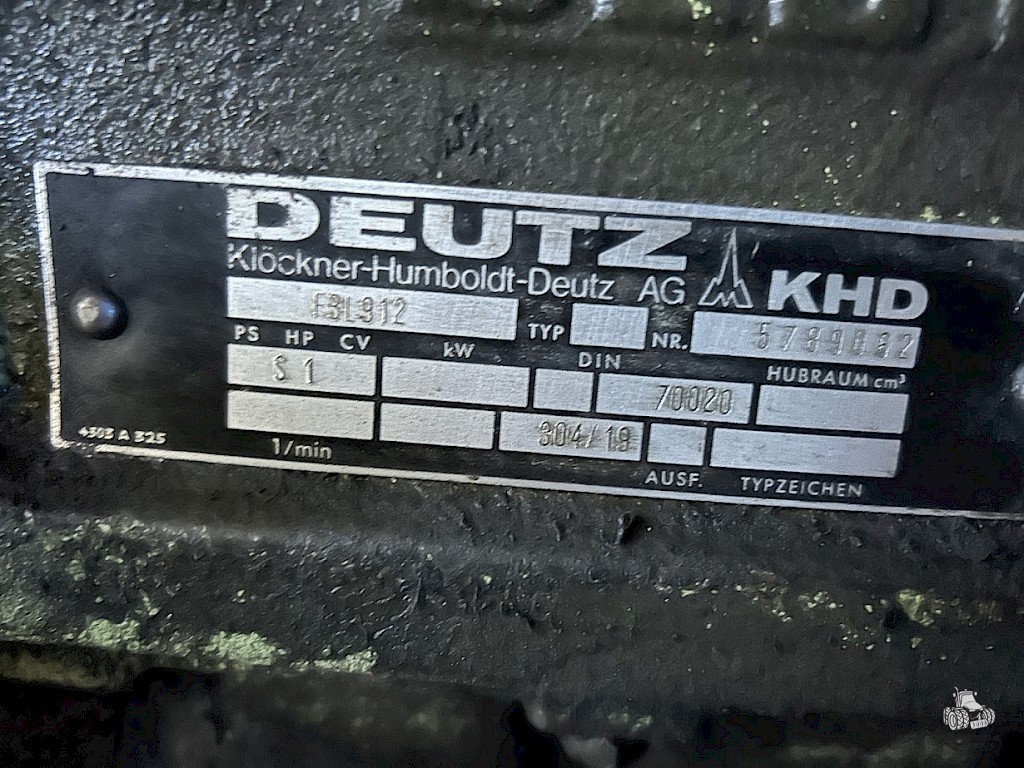 DEUTZ
Klöckner-Humboldt-Deutz AG KHD
F3L912 TYP NR. 5789082
PS HP CV kW DIN HUBRAUM cm³
S 1 70020
304/19
4303 A 325 1/min AUSF. TYPZEICHEN